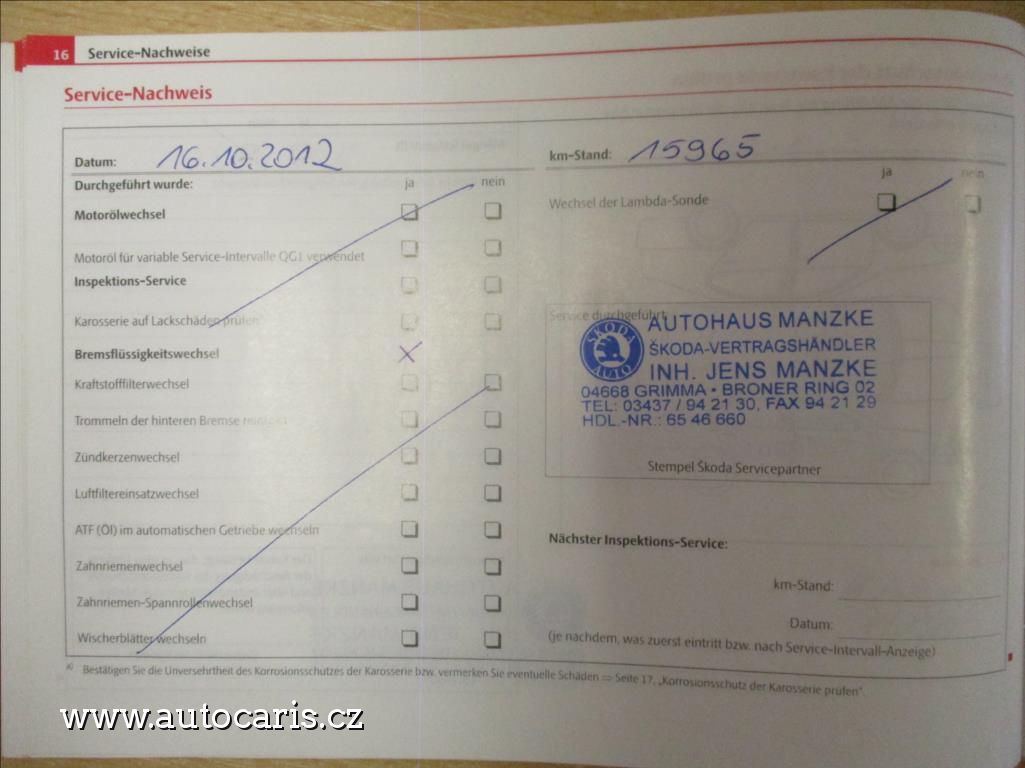 16 Service-Nachweise
Service-Nachweis
Datum: 16.10.2012
km-Stand: 15965
Durchgeführt wurde: ja nein
ja nein
Motorölwechsel
Wechsel der Lambda-Sonde
Motoröl für variable Service-Intervalle QG1 verwendet
Inspektions-Service
Karosserie auf Lackschäden prüfen
Bremsflüssigkeitswechsel X
Kraftstofffilterwechsel
Trommeln der hinteren Bremse reinigen
Zündkerzenwechsel
Luftfiltereinsatzwechsel
ATF (Öl) im automatischen Getriebe wechseln
Zahnriemenwechsel
Zahnriemen-Spannrollenwechsel
Wischerblätter wechseln
Service durchgeführt:
ŠKODA AUTO
AUTOHAUS MANZKE
ŠKODA-VERTRAGSHÄNDLER
INH. JENS MANZKE
04668 GRIMMA • BRONER RING 02
TEL: 03437 / 94 21 30, FAX 94 21 29
HDL.-NR.: 65 46 660
Stempel Škoda Servicepartner
Nächster Inspektions-Service:
km-Stand:
Datum:
(je nachdem, was zuerst eintritt bzw. nach Service-Intervall-Anzeige)
a) Bestätigen Sie die Unversehrtheit des Korrosionsschutzes der Karosserie bzw. vermerken Sie eventuelle Schäden ⇒ Seite 17, „Korrosionsschutz der Karosserie prüfen“.
www.autocaris.cz